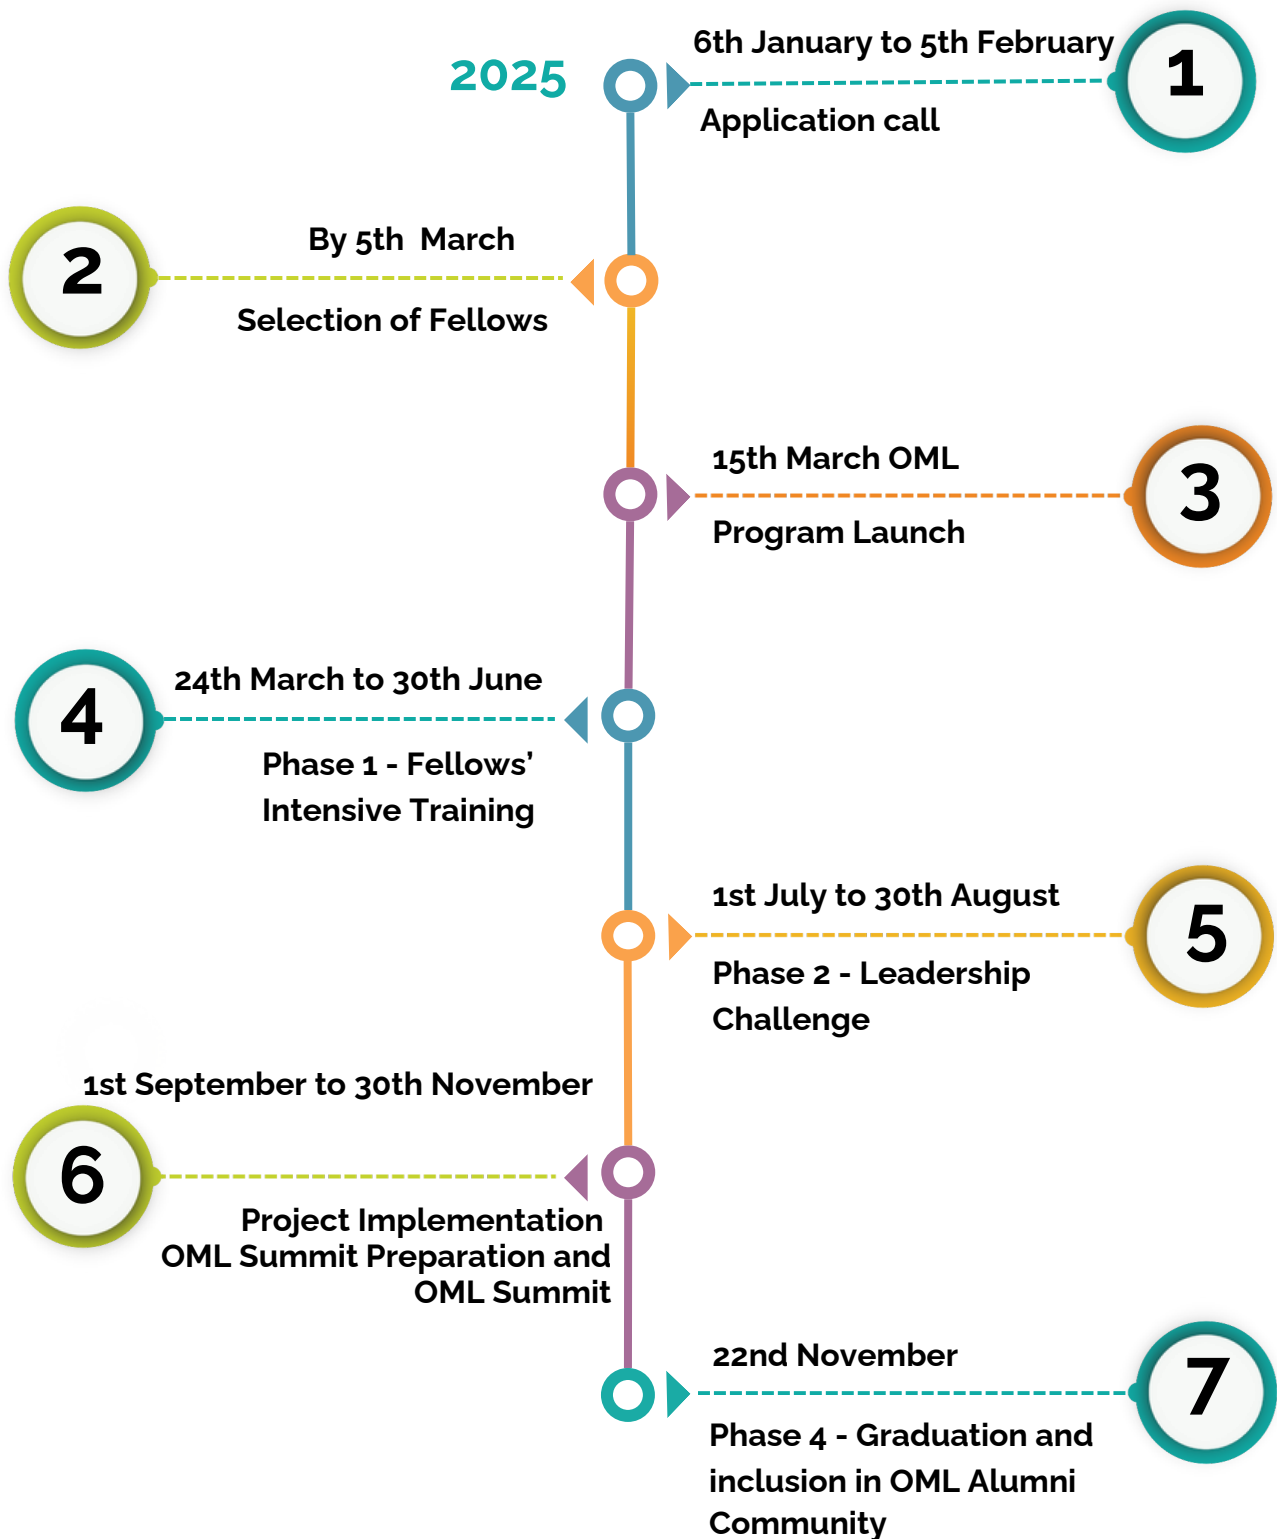 2025
6th January to 5th February
1
Application call
By 5th March
2
Selection of Fellows
15th March OML
3
Program Launch
24th March to 30th June
4
Phase 1 - Fellows’
Intensive Training
1st July to 30th August
5
Phase 2 - Leadership
Challenge
1st September to 30th November
6
Project Implementation
OML Summit Preparation and
OML Summit
22nd November
7
Phase 4 - Graduation and
inclusion in OML Alumni
Community